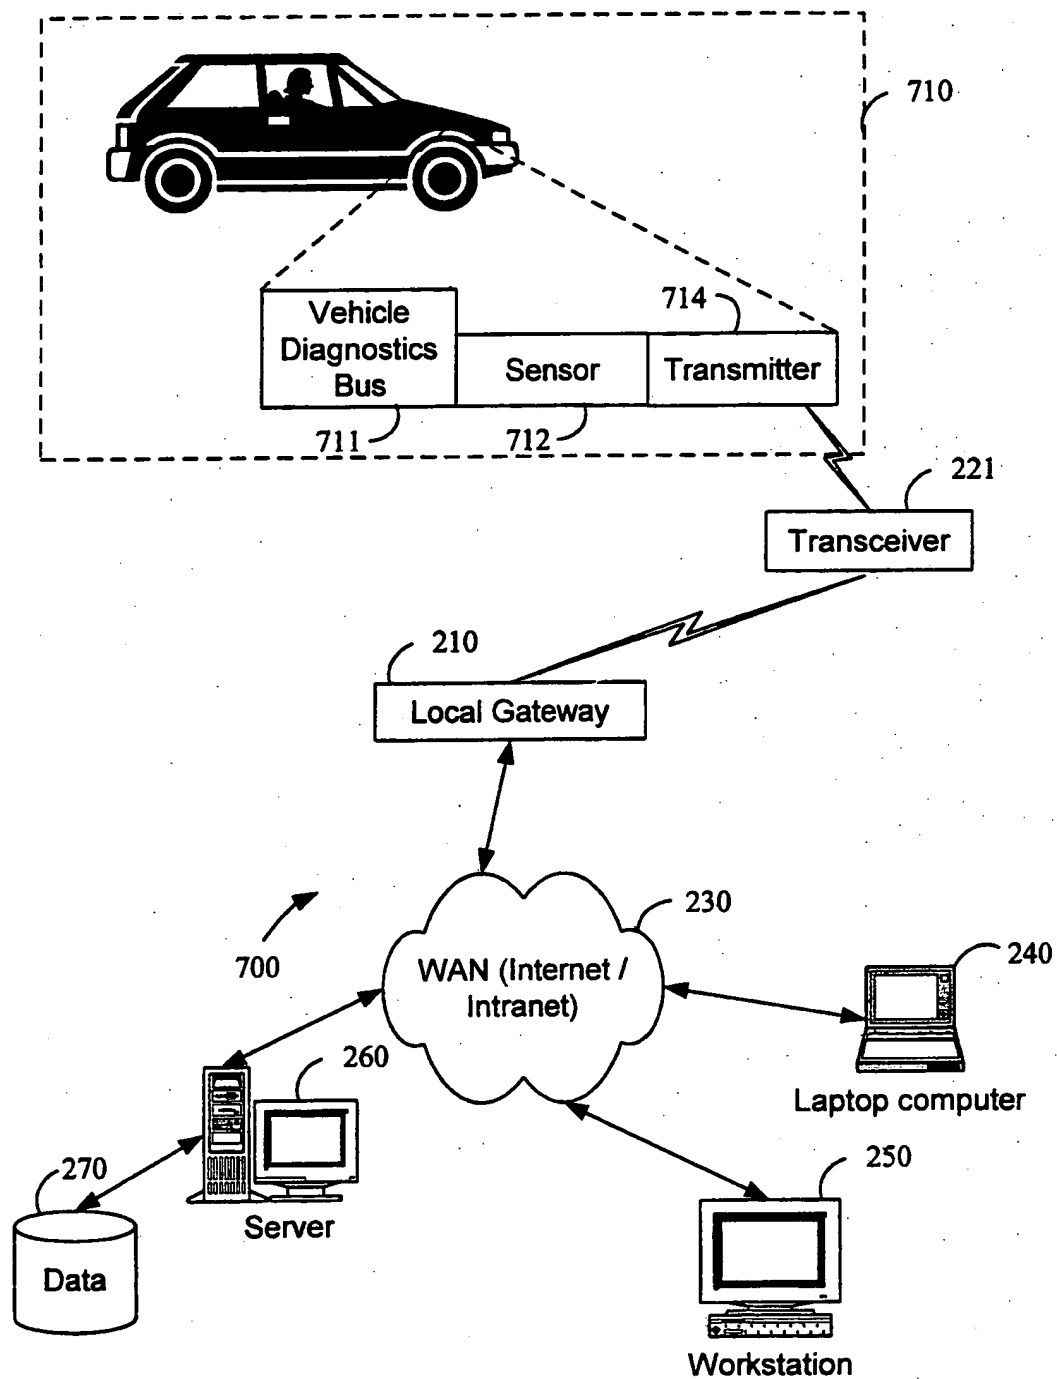 710
714
Vehicle
Diagnostics
Bus
Sensor
Transmitter
711
712
221
Transceiver
210
Local Gateway
230
700
WAN (Internet /
Intranet)
240
260
Laptop computer
270
250
Server
Data
Workstation